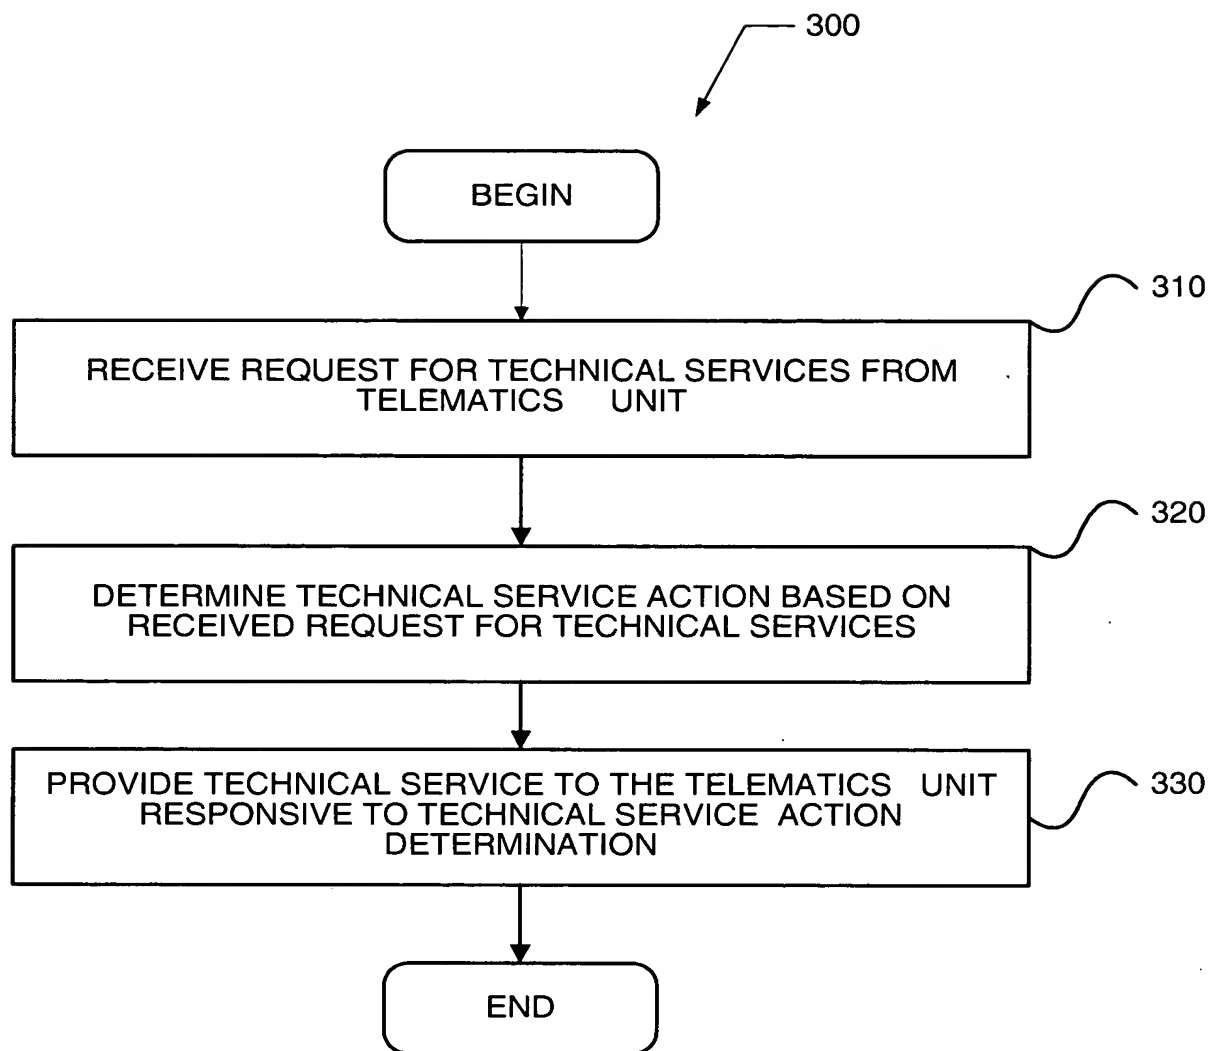 300
BEGIN
310
RECEIVE REQUEST FOR TECHNICAL SERVICES FROM
TELEMATICS UNIT
320
DETERMINE TECHNICAL SERVICE ACTION BASED ON
RECEIVED REQUEST FOR TECHNICAL SERVICES
PROVIDE TECHNICAL SERVICE TO THE TELEMATICS UNIT
330
RESPONSIVE TO TECHNICAL SERVICE ACTION
DETERMINATION
END